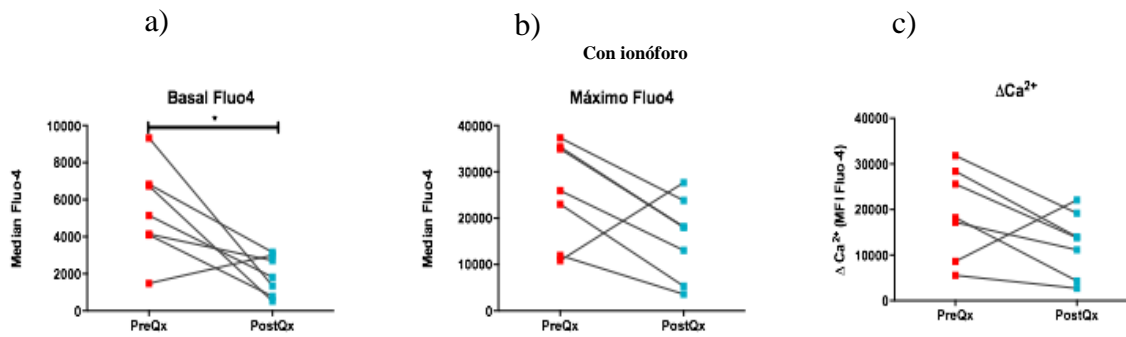 a)
b)
c)
Con ionóforo
Basal Fluo4
Máximo Fluo4
ΔCa²⁺
*
Median Fluo-4
10000
8000
6000
4000
2000
0
PreQx
PostQx
Median Fluo-4
40000
30000
20000
10000
0
PreQx
PostQx
Δ Ca²⁺ (MFI Fluo-4)
40000
30000
20000
10000
0
PreQx
PostQx